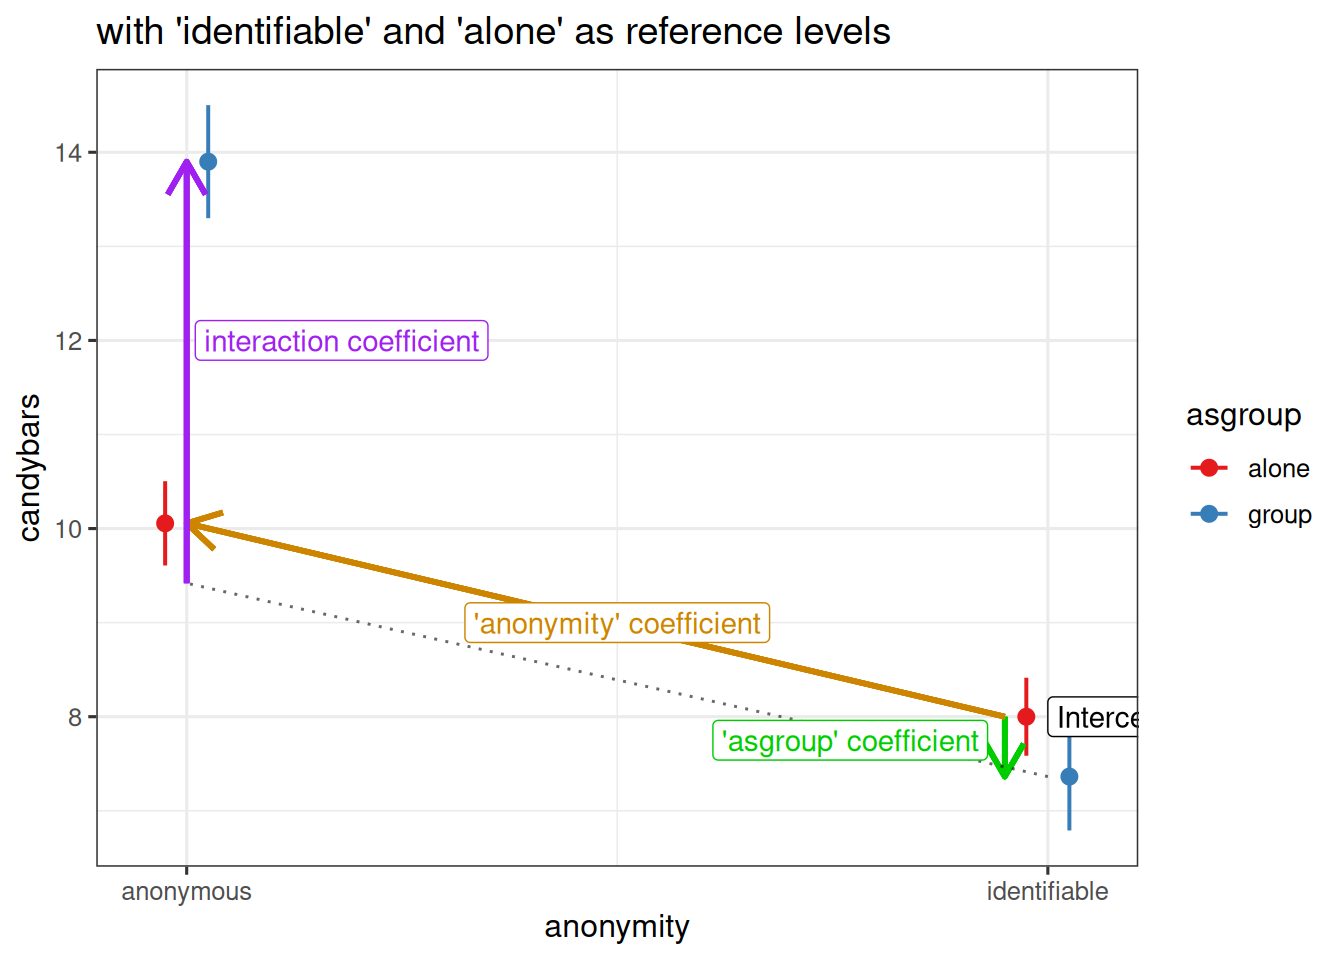 with 'identifiable' and 'alone' as reference levels
candybars
14
12
10
8
interaction coefficient
'anonymity' coefficient
'asgroup' coefficient
Interce
anonymous
identifiable
anonymity
asgroup
alone
group